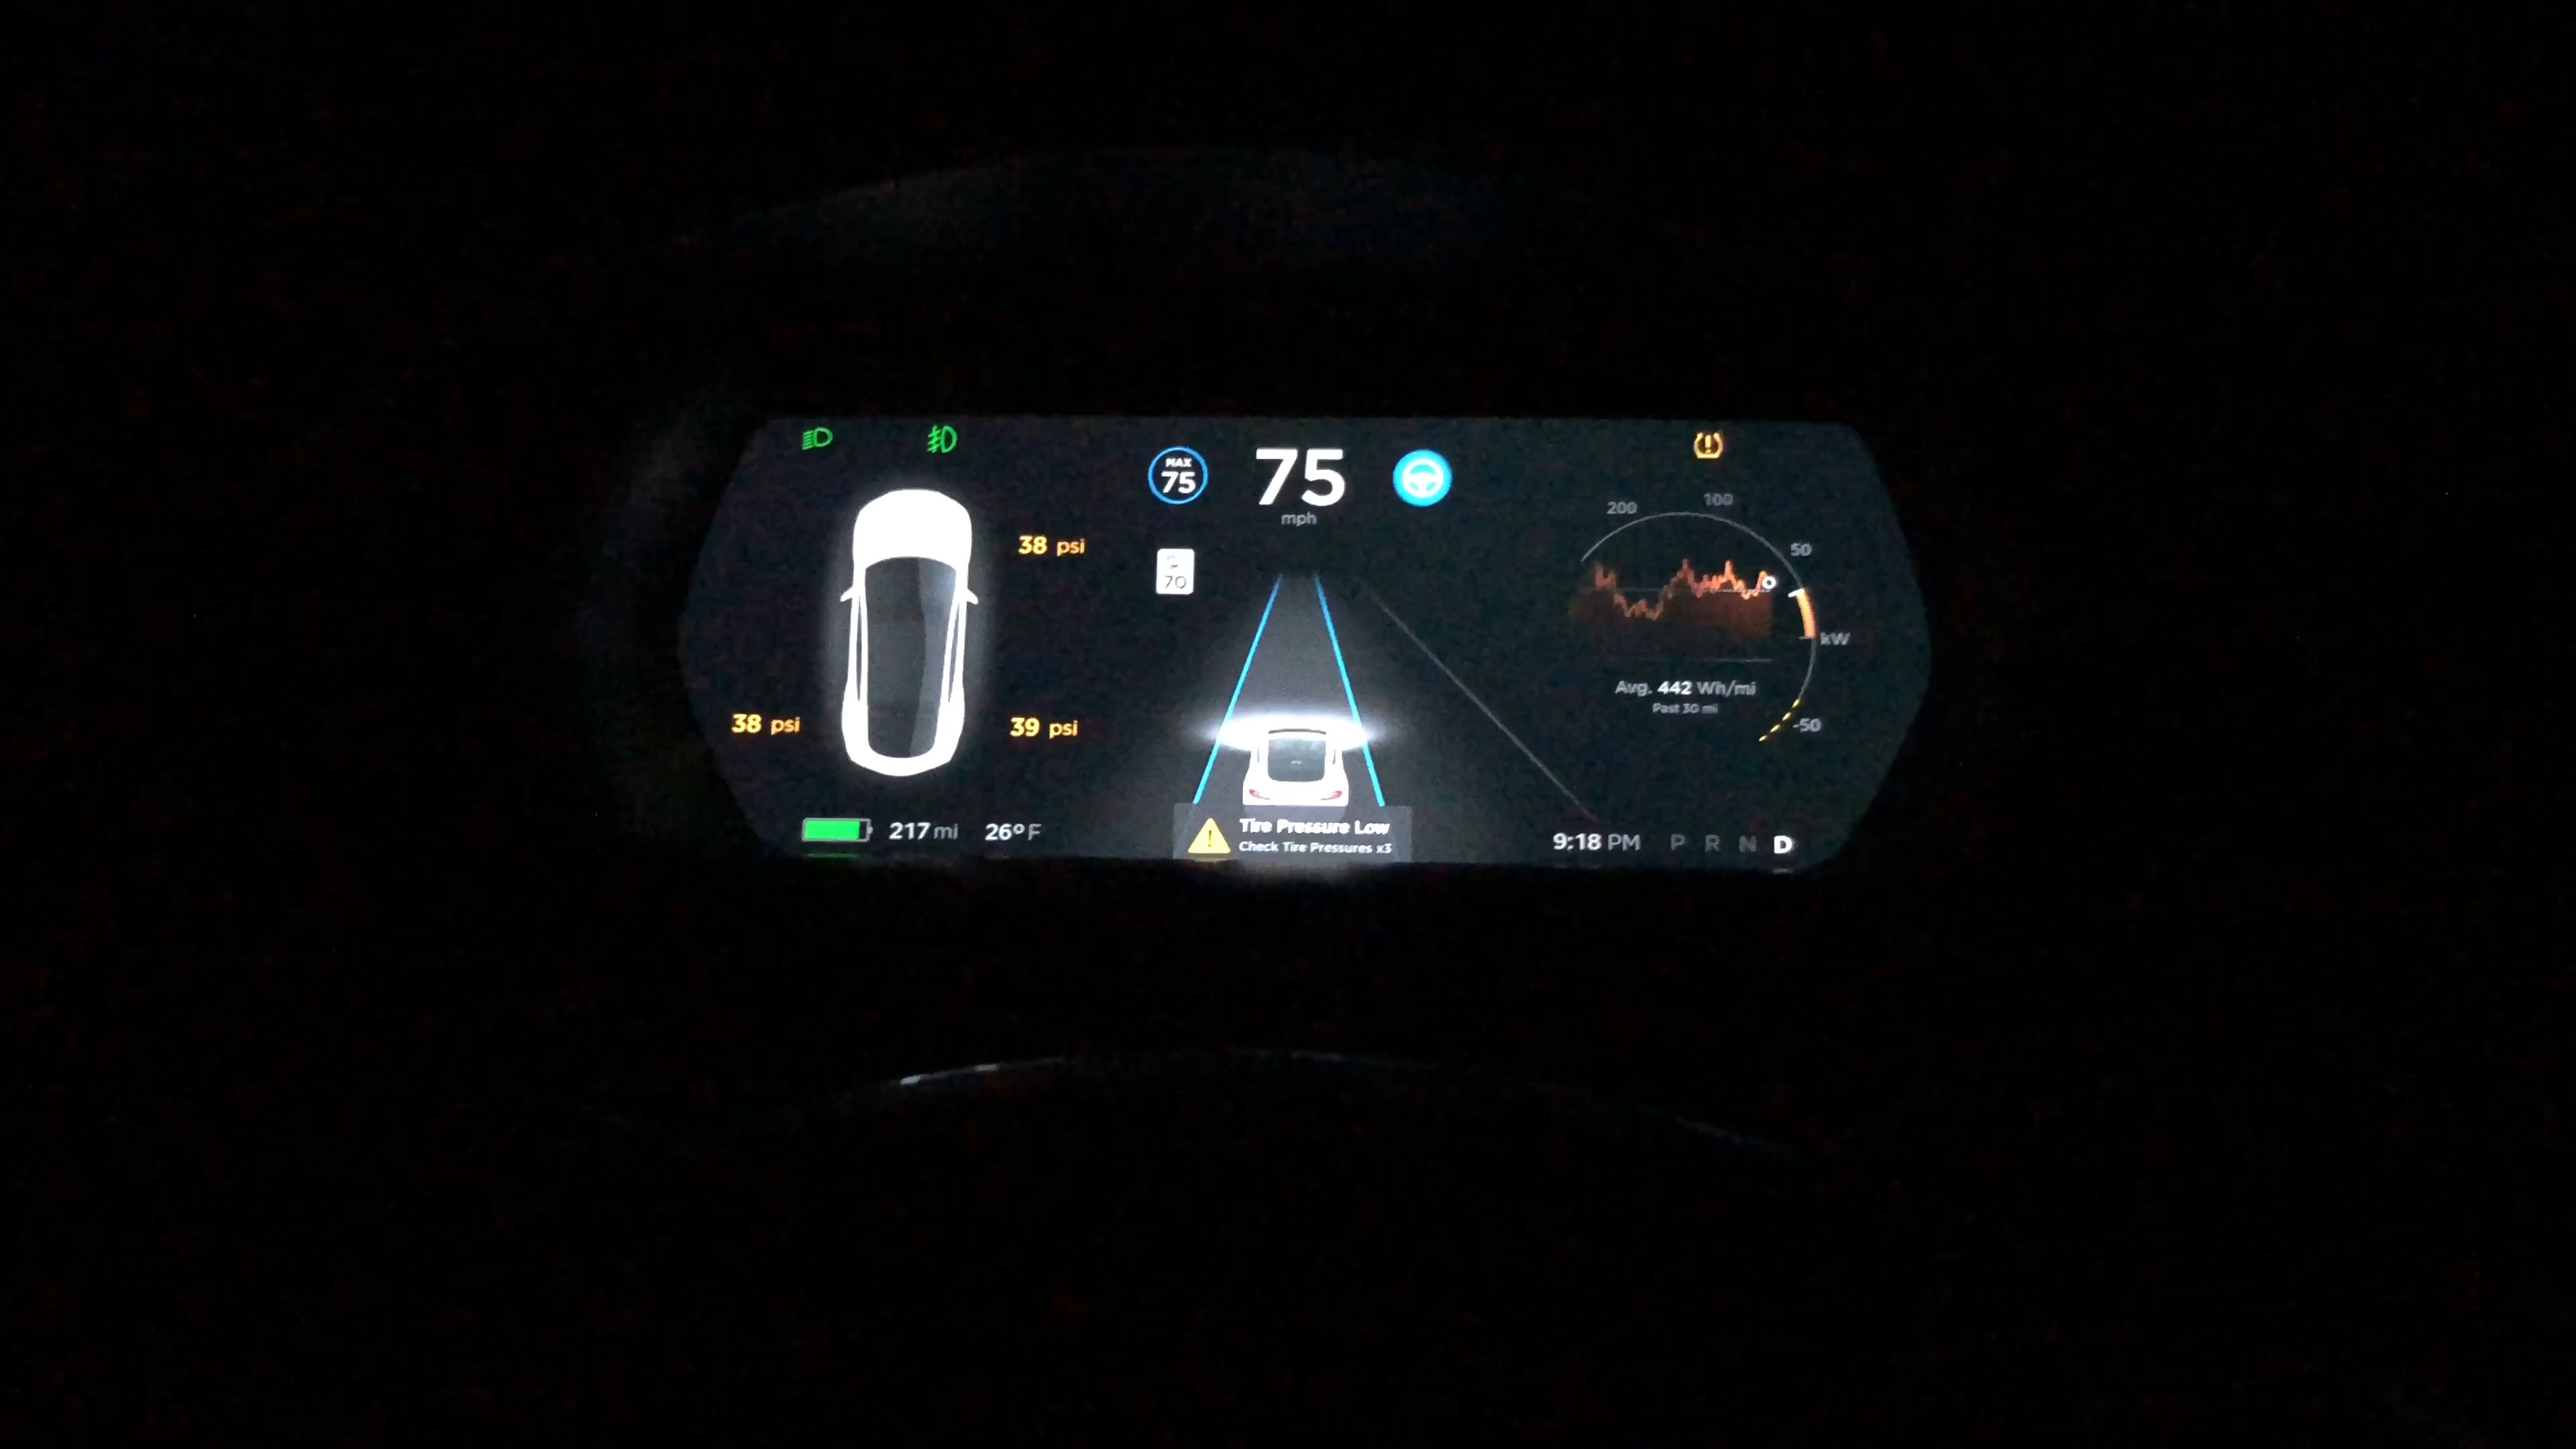 MAX
75
75
mph
70
38 psi
38 psi
39 psi
217 mi
26° F
Tire Pressure Low
Check Tire Pressures x3
200
100
50
kW
-50
Avg. 442 Wh/mi
Past 30 mi
9:18 PM
P R N D